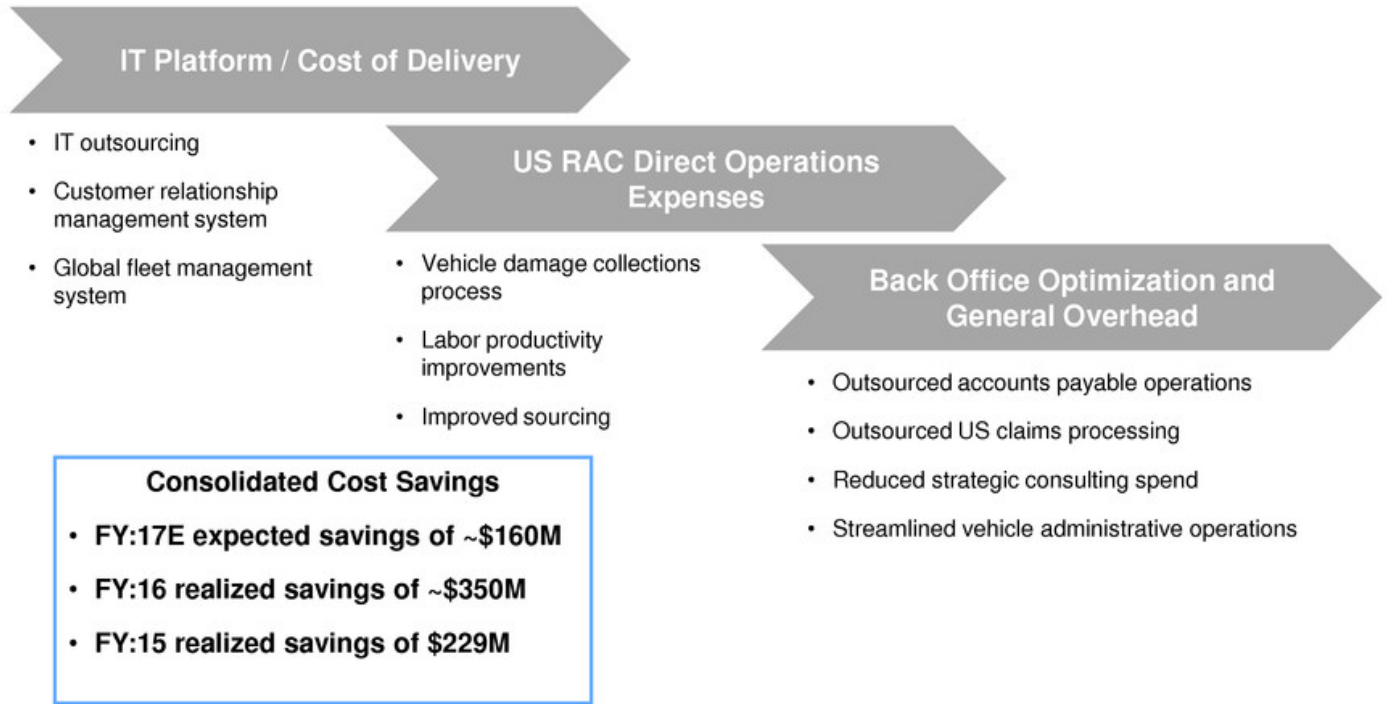 IT Platform / Cost of Delivery
• IT outsourcing
• Customer relationship
management system
• Global fleet management
system
US RAC Direct Operations
Expenses
• Vehicle damage collections
process
• Labor productivity
improvements
• Improved sourcing
Back Office Optimization and
General Overhead
• Outsourced accounts payable operations
• Outsourced US claims processing
• Reduced strategic consulting spend
• Streamlined vehicle administrative operations
Consolidated Cost Savings
• FY:17E expected savings of ~$160M
• FY:16 realized savings of ~$350M
• FY:15 realized savings of $229M